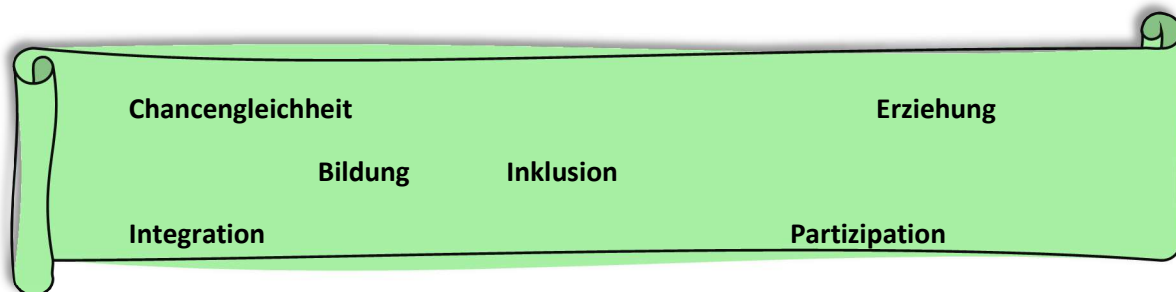 Chancengleichheit Erziehung
Bildung Inklusion
Integration Partizipation